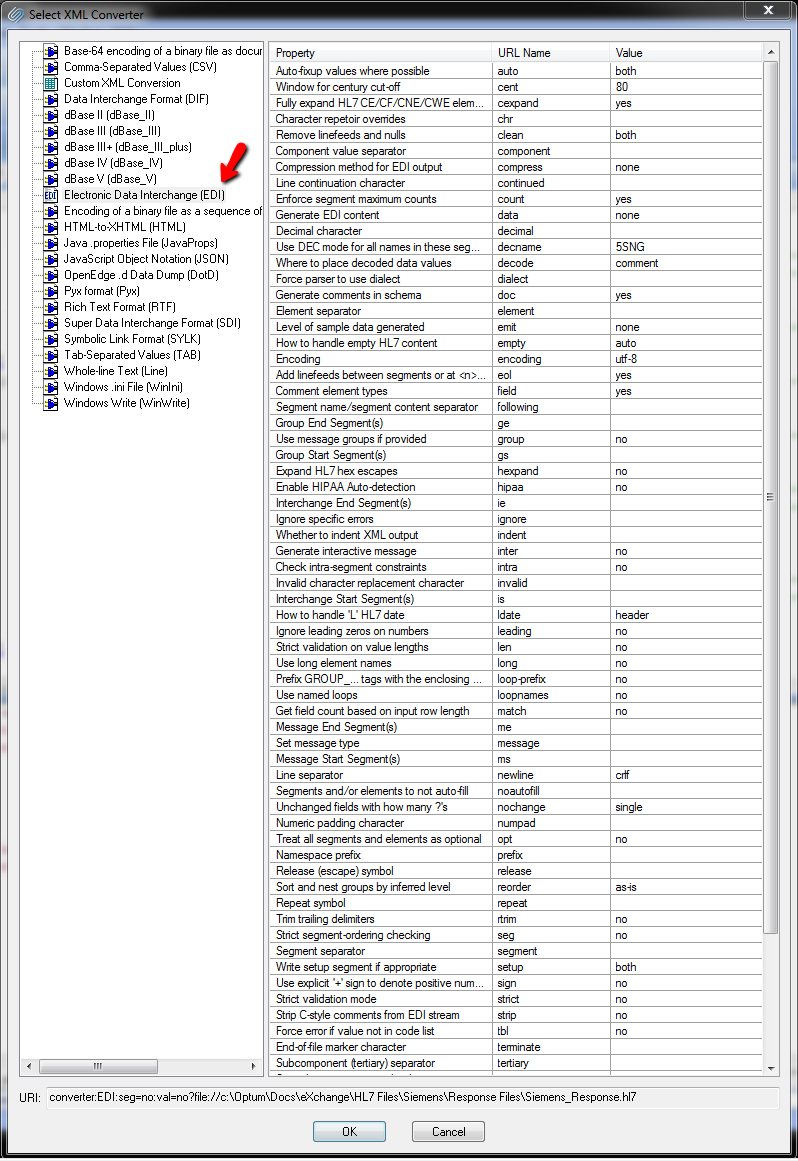 Select XML Converter
Base-64 encoding of a binary file as docur
Comma-Separated Values (CSV)
Custom XML Conversion
Data Interchange Format (DIF)
dBase II (dBase_II)
dBase III (dBase_III)
dBase III+ (dBase_III_plus)
dBase IV (dBase_IV)
dBase V (dBase_V)
EDI Electronic Data Interchange (EDI)
Encoding of a binary file as a sequence of
HTML-to-XHTML (HTML)
Java .properties File (JavaProps)
JavaScript Object Notation (JSON)
OpenEdge .d Data Dump (DotD)
Pyx format (Pyx)
Rich Text Format (RTF)
Super Data Interchange Format (SDI)
Symbolic Link Format (SYLK)
Tab-Separated Values (TAB)
Whole-line Text (Line)
Windows .ini File (WinIni)
Windows Write (WinWrite)
Property URL Name Value
Auto-fixup values where possible auto both
Window for century cut-off cent 80
Fully expand HL7 CE/CF/CNE/CWE elem... cexpand yes
Character repetoir overrides chr
Remove linefeeds and nulls clean both
Component value separator component
Compression method for EDI output compress none
Line continuation character continued
Enforce segment maximum counts count yes
Generate EDI content data none
Decimal character decimal
Use DEC mode for all names in these seg... decname 5SNG
Where to place decoded data values decode comment
Force parser to use dialect dialect
Generate comments in schema doc yes
Element separator element
Level of sample data generated emit none
How to handle empty HL7 content empty auto
Encoding encoding utf-8
Add linefeeds between segments or at <n>... eol yes
Comment element types field yes
Segment name/segment content separator following
Group End Segment(s) ge
Use message groups if provided group no
Group Start Segment(s) gs
Expand HL7 hex escapes hexpand no
Enable HIPAA Auto-detection hipaa no
Interchange End Segment(s) ie
Ignore specific errors ignore
Whether to indent XML output indent
Generate interactive message inter no
Check intra-segment constraints intra no
Invalid character replacement character invalid
Interchange Start Segment(s) is
How to handle 'L' HL7 date ldate header
Ignore leading zeros on numbers leading no
Strict validation on value lengths len no
Use long element names long no
Prefix GROUP_... tags with the enclosing ... loop-prefix no
Use named loops loopnames no
Get field count based on input row length match no
Message End Segment(s) me
Set message type message
Message Start Segment(s) ms
Line separator newline crlf
Segments and/or elements to not auto-fill noautofill
Unchanged fields with how many ?'s nochange single
Numeric padding character numpad
Treat all segments and elements as optional opt no
Namespace prefix prefix
Release (escape) symbol release
Sort and nest groups by inferred level reorder as-is
Repeat symbol repeat
Trim trailing delimiters rtrim no
Strict segment-ordering checking seg no
Segment separator segment
Write setup segment if appropriate setup both
Use explicit '+' sign to denote positive num... sign no
Strict validation mode strict no
Strip C-style comments from EDI stream strip no
Force error if value not in code list tbl no
End-of-file marker character terminate
Subcomponent (tertiary) separator tertiary
URI: converter:EDI:seg=no:val=no?file://c:\Optum\Docs\eXchange\HL7 Files\Siemens\Response Files\Siemens_Response.hl7
OK Cancel